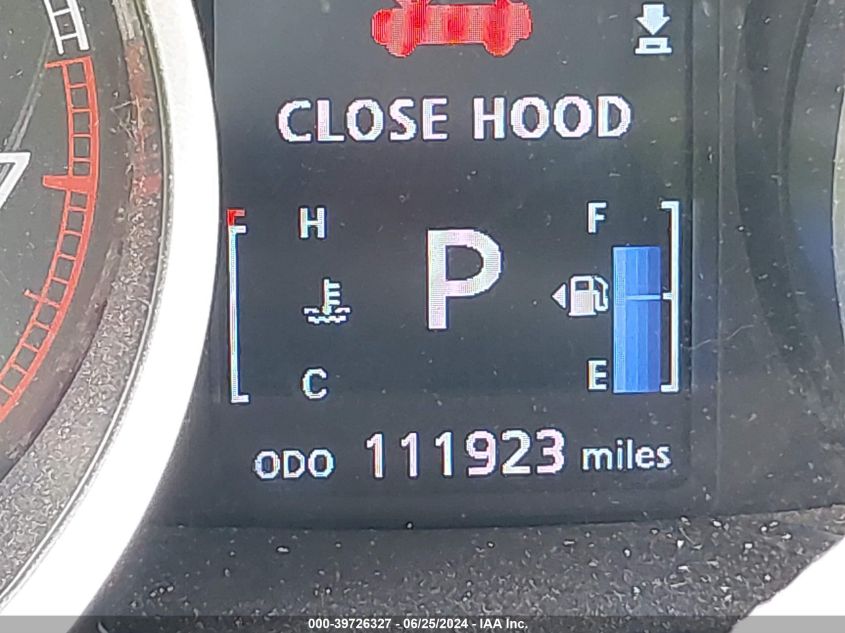 CLOSE HOOD
H F
P
C E
ODO 111923 miles
000-39726327 - 06/25/2024 - IAA Inc.